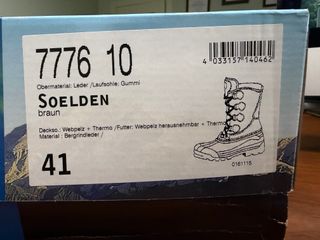 7776 10
4 033157 140462
Obermaterial: Leder /Laufsohle: Gummi
SOELDEN
braun
Deckso.: Webpelz + Thermo /Futter: Webpelz herausnehmbar + Thermo
Material : Bergrindleder /
41
0161115